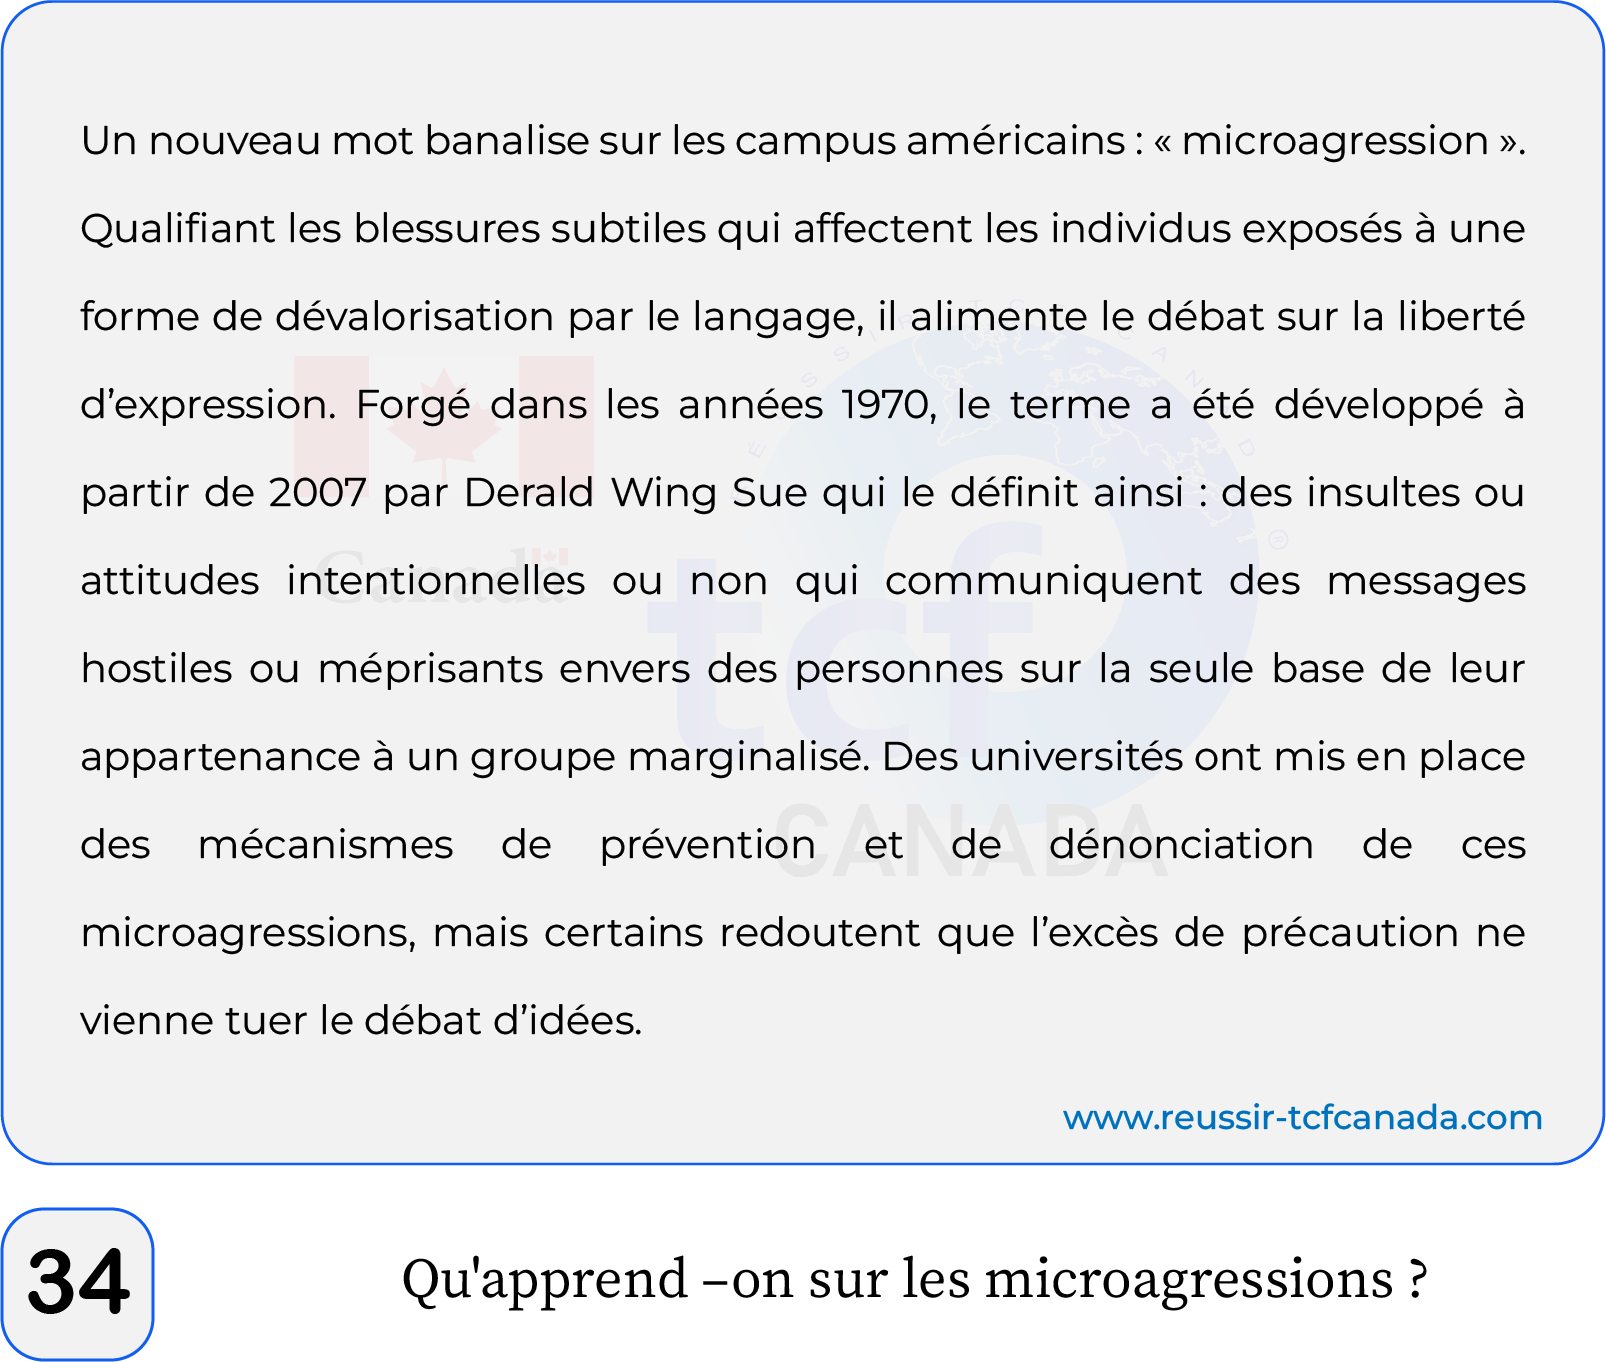 Un nouveau mot banalise sur les campus américains : « microagression ».
Qualifiant les blessures subtiles qui affectent les individus exposés à une
forme de dévalorisation par le langage, il alimente le débat sur la liberté
d’expression. Forgé dans les années 1970, le terme a été développé à
partir de 2007 par Derald Wing Sue qui le définit ainsi : des insultes ou
attitudes intentionnelles ou non qui communiquent des messages
hostiles ou méprisants envers des personnes sur la seule base de leur
appartenance à un groupe marginalisé. Des universités ont mis en place
des mécanismes de prévention et de dénonciation de ces
microagressions, mais certains redoutent que l’excès de précaution ne
vienne tuer le débat d’idées.
Canada
tcf
CANADA
www.reussir-tcfcanada.com
34
Qu'apprend –on sur les microagressions ?